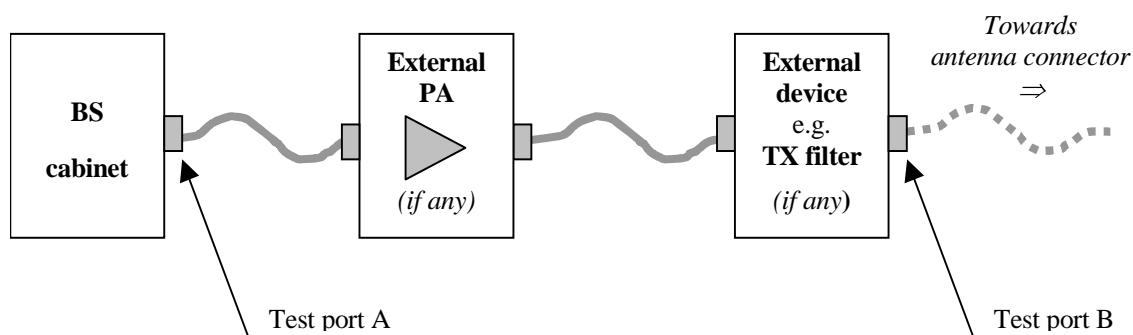 BS
cabinet
External
PA
(if any)
External
device
e.g.
TX filter
(if any)
Towards
antenna connector
⇒
Test port A
Test port B